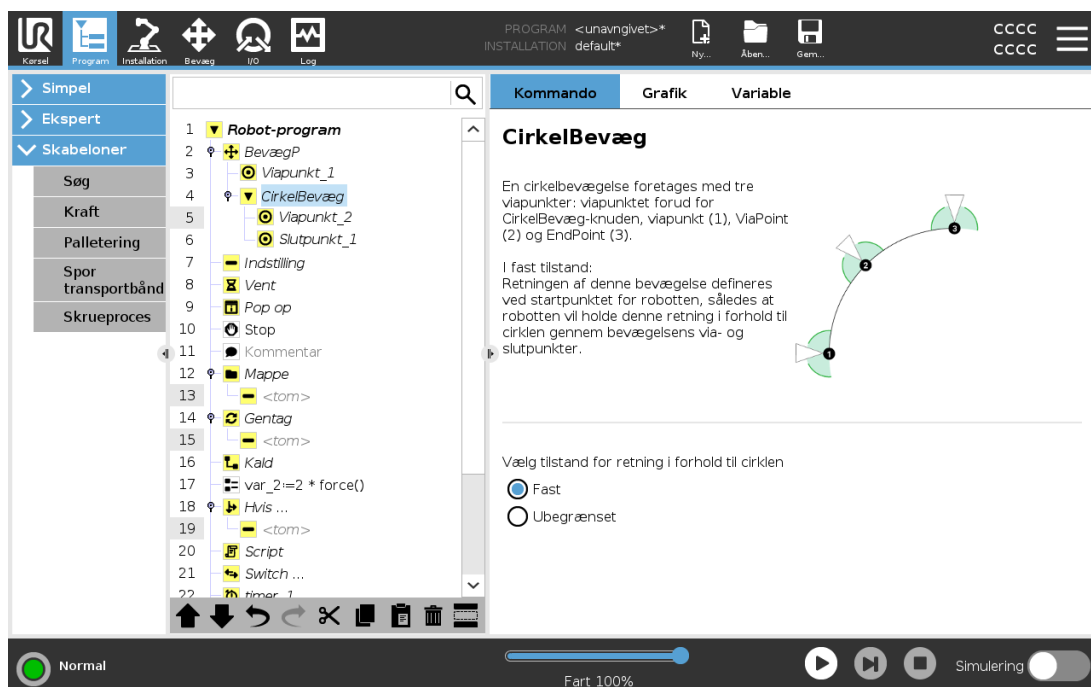 UR
Kørsel
Program
Installation
Bevæg
I/O
Log
PROGRAM <unavngivet>*
INSTALLATION default*
Ny...
Åben...
Gem...
CCCC
CCCC
Simpel
Ekspert
Skabeloner
Søg
Kraft
Palletering
Spor
transportbånd
Skrueproces
1 Robot-program
2 BevægP
3 Viapunkt_1
4 CirkelBevæg
5 Viapunkt_2
6 Slutpunkt_1
7 Indstilling
8 Vent
9 Pop op
10 Stop
11 Kommentar
12 Mappe
13 <tom>
14 Gentag
15 <tom>
16 Kald
17 var_2:=2 * force()
18 Hvis ...
19 <tom>
20 Script
21 Switch ...
22 timer_1
Kommando
Grafik
Variable
CirkelBevæg
En cirkelbevægelse foretages med tre
viapunkter: viapunktet forud for
CirkelBevæg-knuden, viapunkt (1), ViaPoint
(2) og EndPoint (3).
I fast tilstand:
Retningen af denne bevægelse defineres
ved startpunktet for robotten, således at
robotten vil holde denne retning i forhold til
cirklen gennem bevægelsens via- og
slutpunkter.
3
2
1
Vælg tilstand for retning i forhold til cirklen
Fast
Ubegrænset
Normal
Fart 100%
Simulering